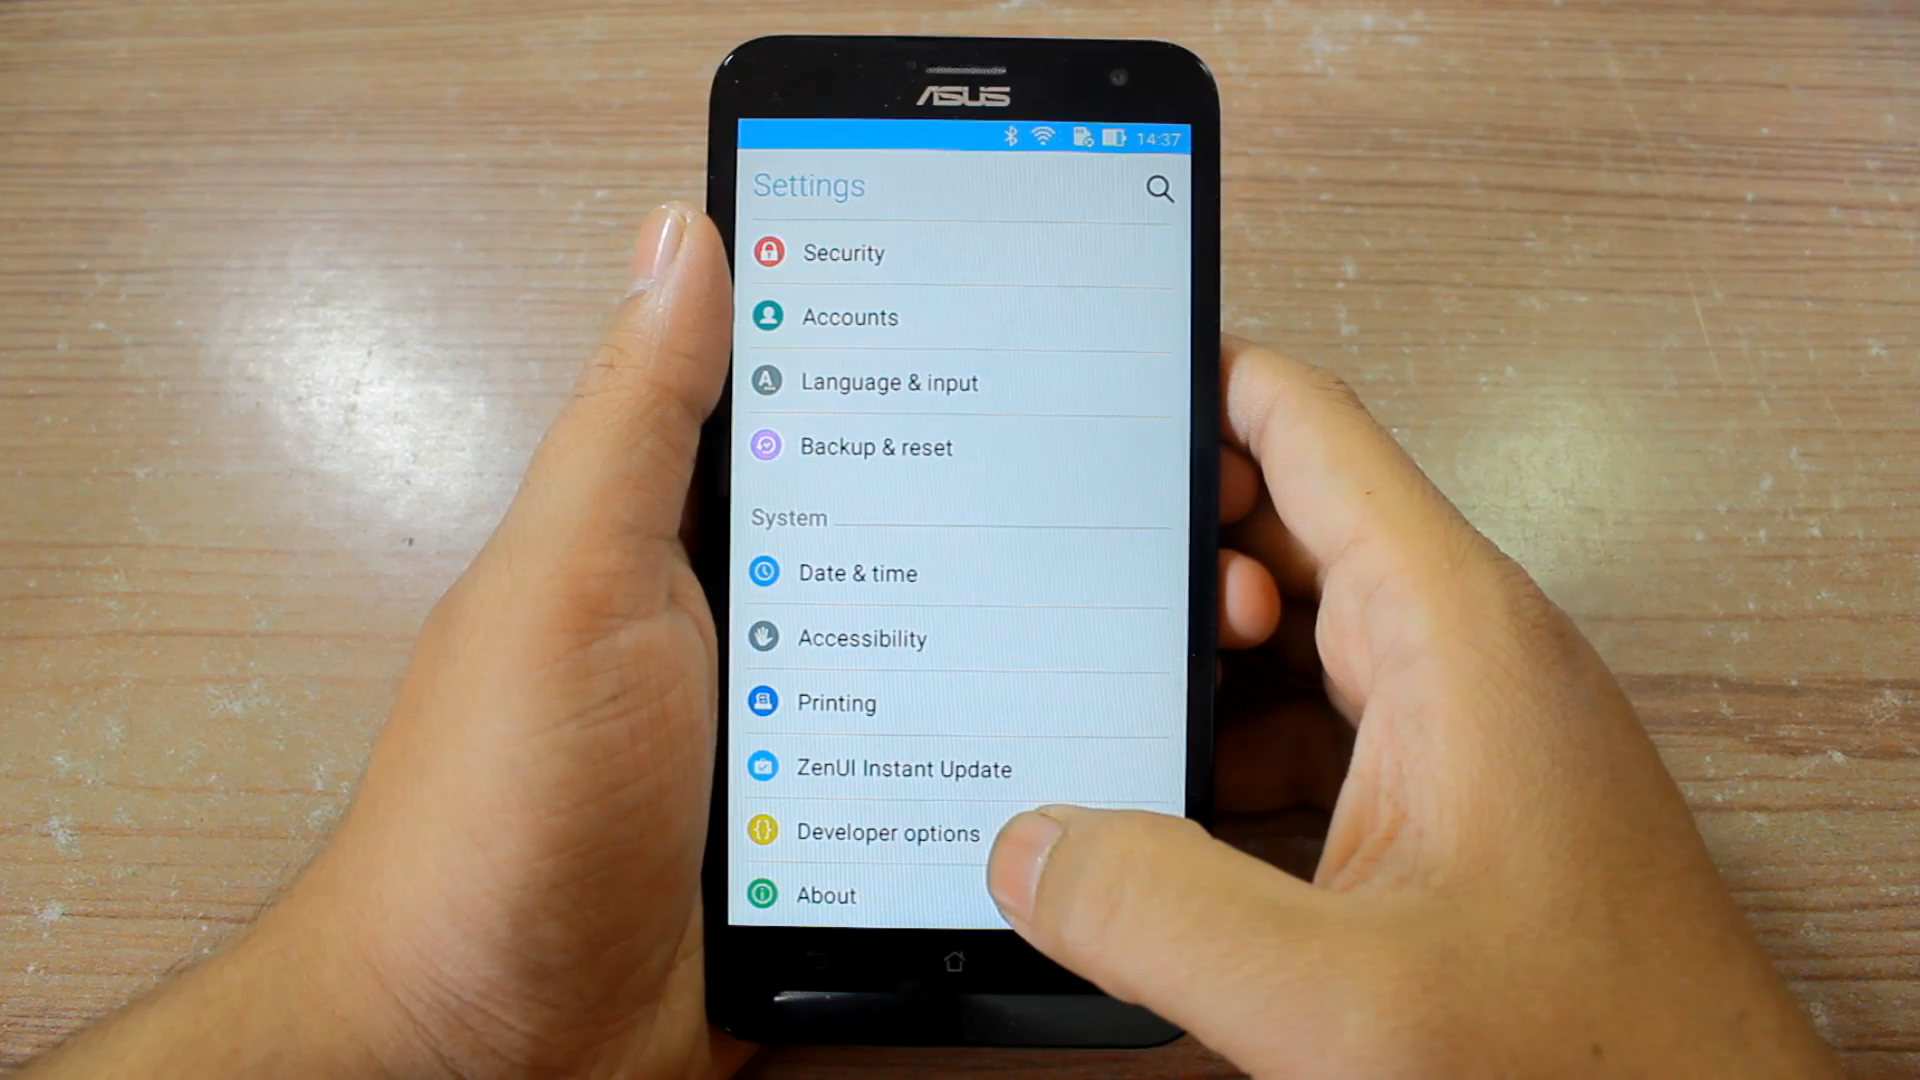 ASUS
14:37
Settings
Security
Accounts
Language & input
Backup & reset
System
Date & time
Accessibility
Printing
ZenUI Instant Update
Developer options
About